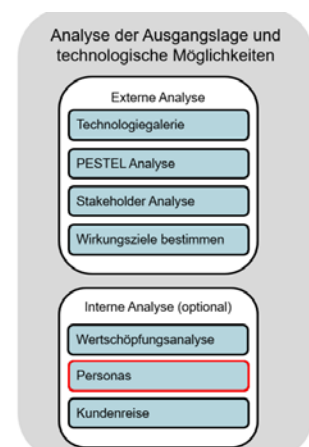 Analyse der Ausgangslage und
technologische Möglichkeiten
Externe Analyse
Technologiegalerie
PESTEL Analyse
Stakeholder Analyse
Wirkungsziele bestimmen
Interne Analyse (optional)
Wertschöpfungsanalyse
Personas
Kundenreise